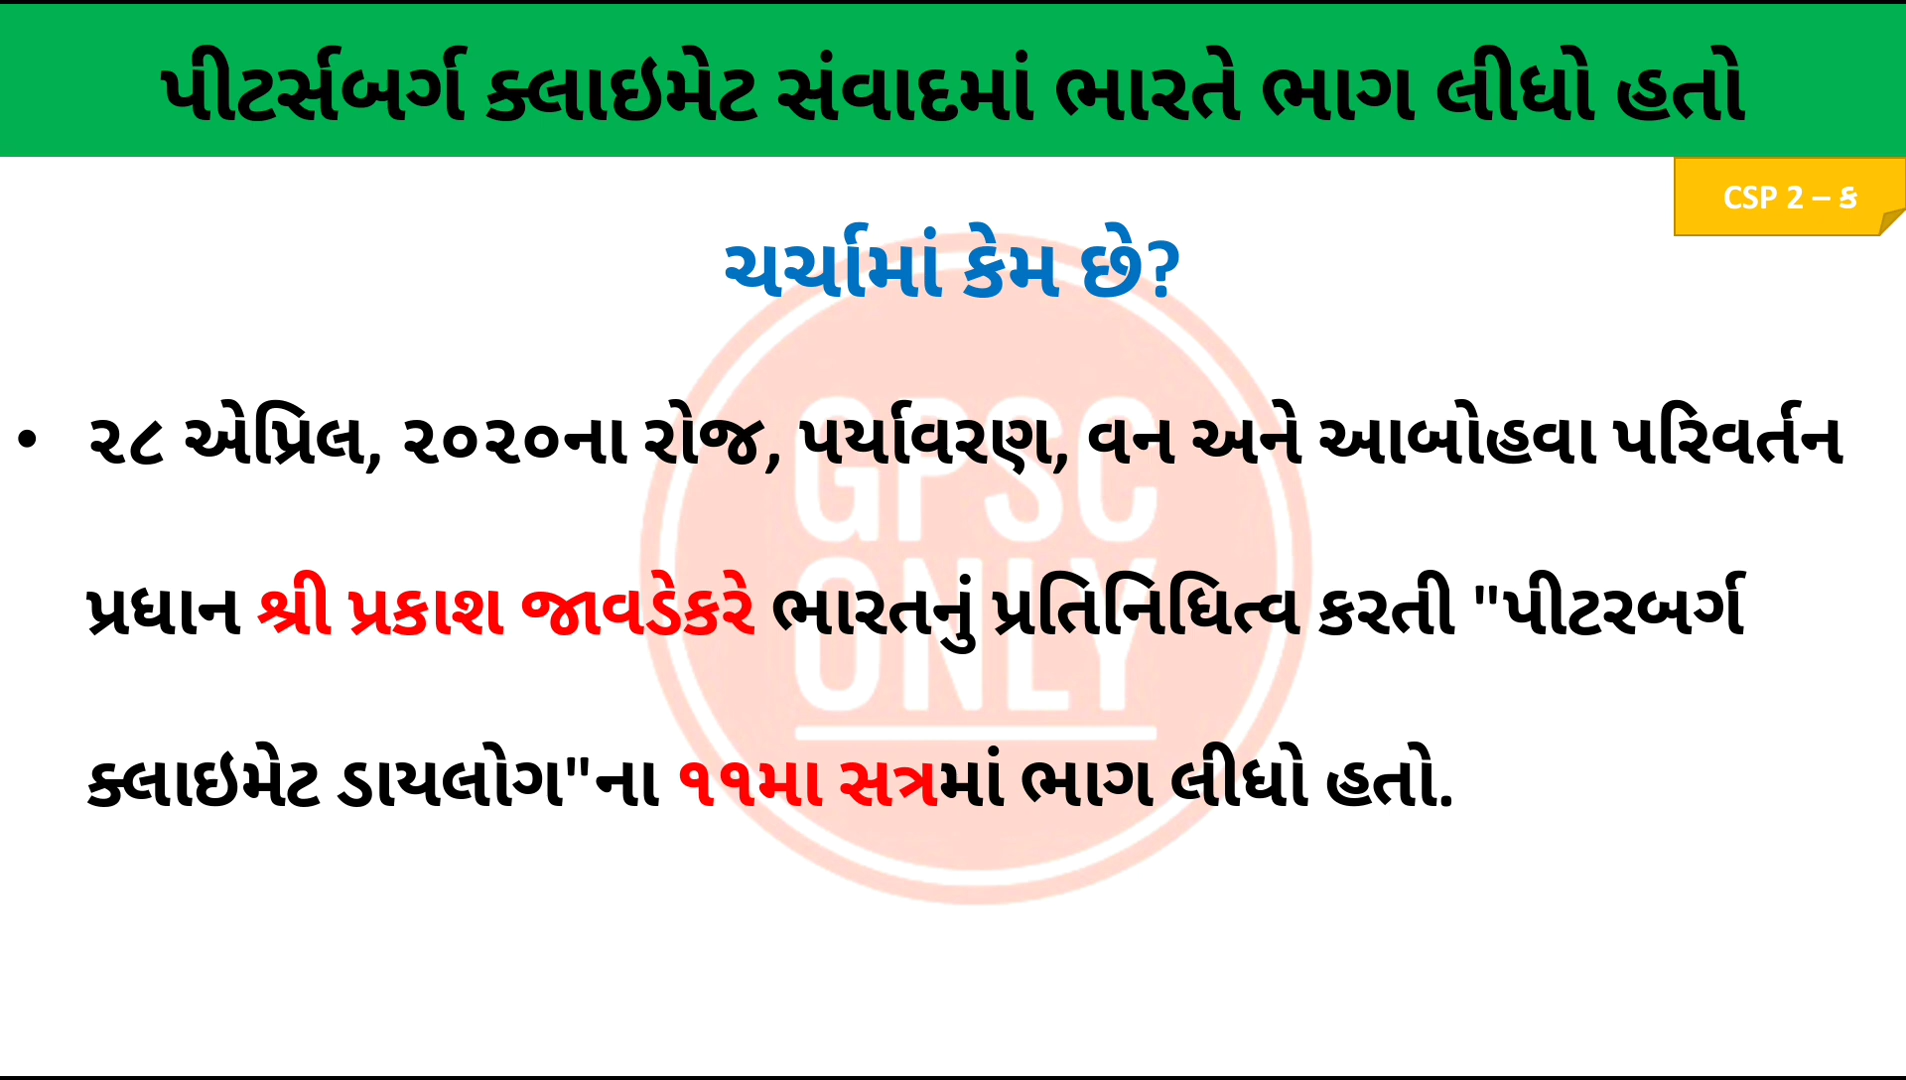 પીટર્સબર્ગ ક્લાઇમેટ સંવાદમાં ભારતે ભાગ લીધો હતો
CSP 2 – ક
ચર્ચામાં કેમ છે?
• ૨૮ એપ્રિલ, ૨૦૨૦ના રોજ, પર્યાવરણ, વન અને આબોહવા પરિવર્તન
પ્રધાન શ્રી પ્રકાશ જાવડેકરે ભારતનું પ્રતિનિધિત્વ કરતી "પીટરબર્ગ
ક્લાઇમેટ ડાયલોગ"ના ૧૧મા સત્રમાં ભાગ લીધો હતો.
GPSC
ONLY